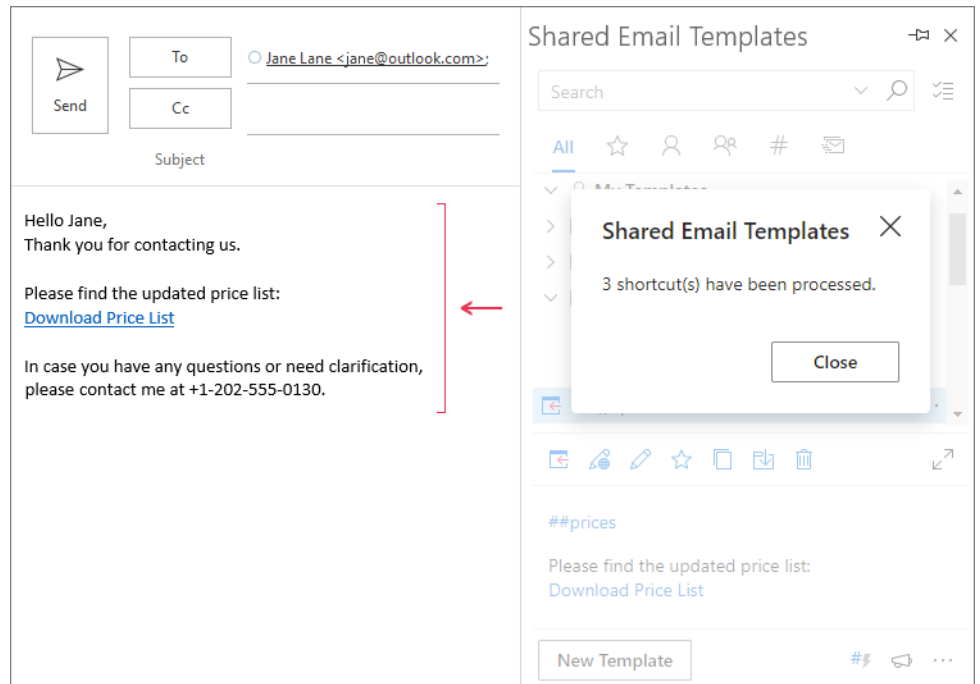 Send
To
Jane Lane <jane@outlook.com>;
Cc
Subject
Hello Jane,
Thank you for contacting us.
Please find the updated price list:
Download Price List
In case you have any questions or need clarification,
please contact me at +1-202-555-0130.
Shared Email Templates
Search
All
My Templates
Shared Email Templates
3 shortcut(s) have been processed.
Close
##prices
Please find the updated price list:
Download Price List
New Template